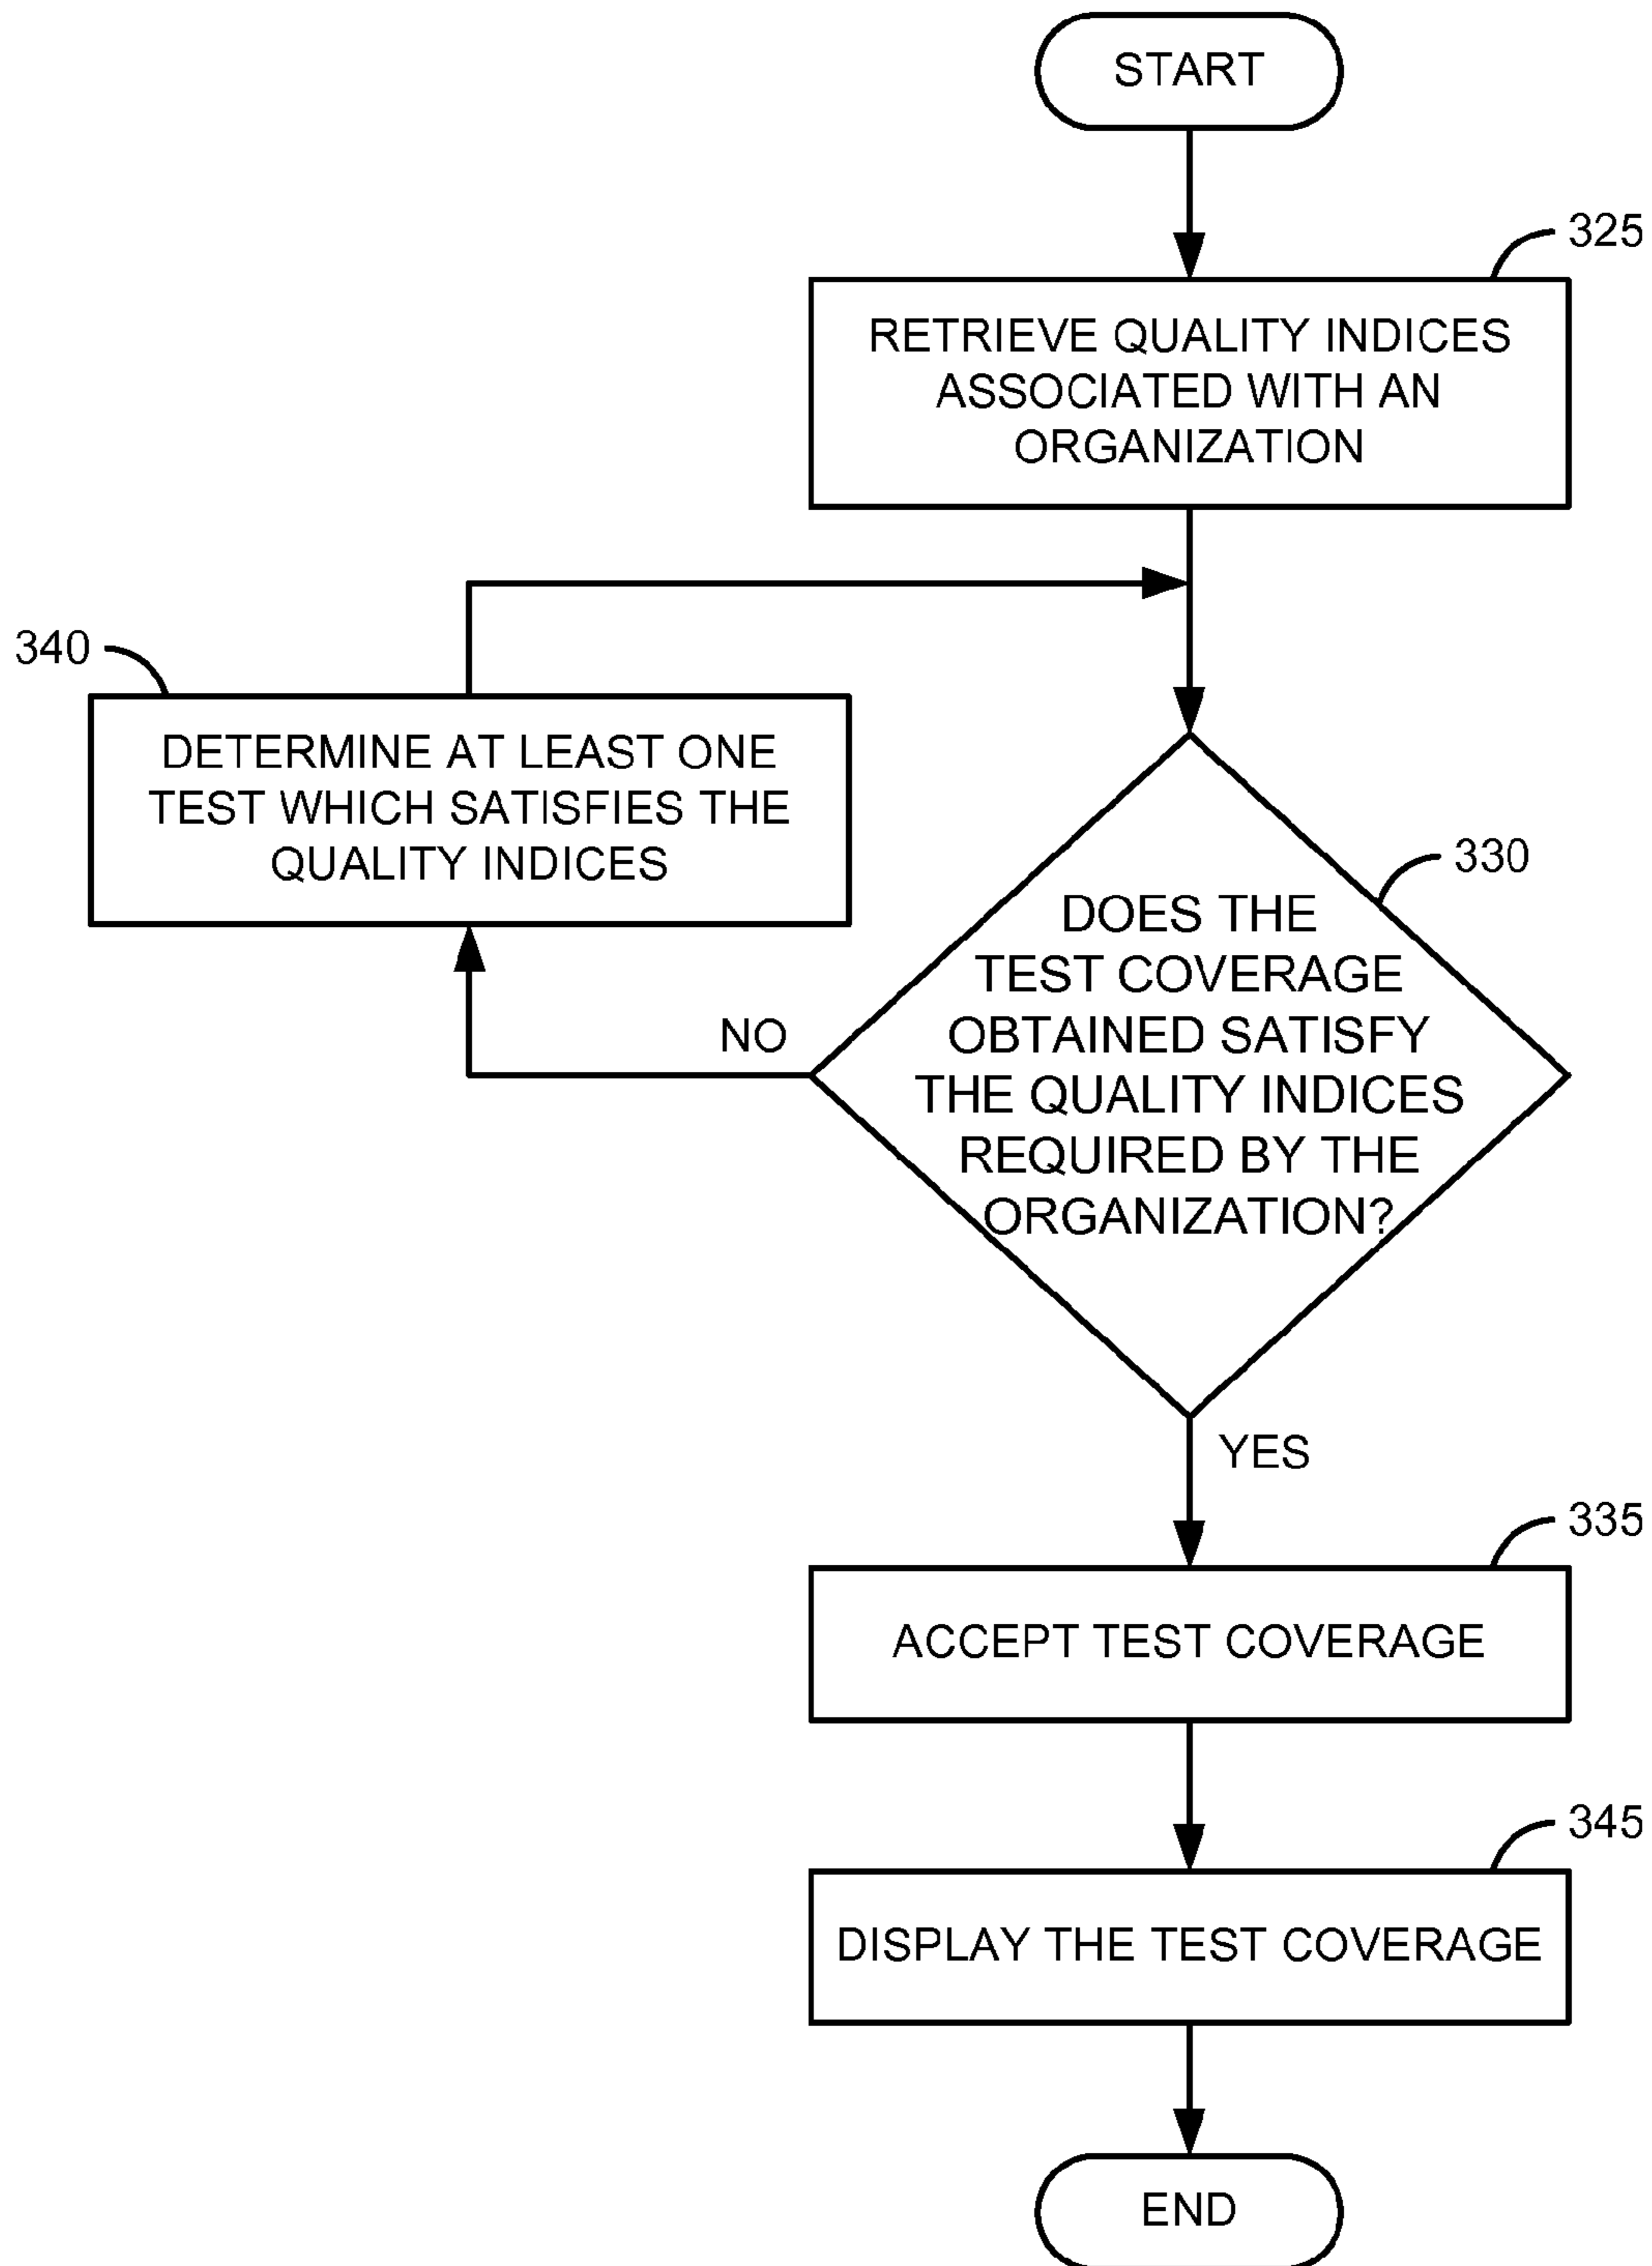 START
325
RETRIEVE QUALITY INDICES
ASSOCIATED WITH AN
ORGANIZATION
340
DETERMINE AT LEAST ONE
TEST WHICH SATISFIES THE
QUALITY INDICES
330
DOES THE
TEST COVERAGE
OBTAINED SATISFY
THE QUALITY INDICES
REQUIRED BY THE
ORGANIZATION?
NO
YES
335
ACCEPT TEST COVERAGE
345
DISPLAY THE TEST COVERAGE
END